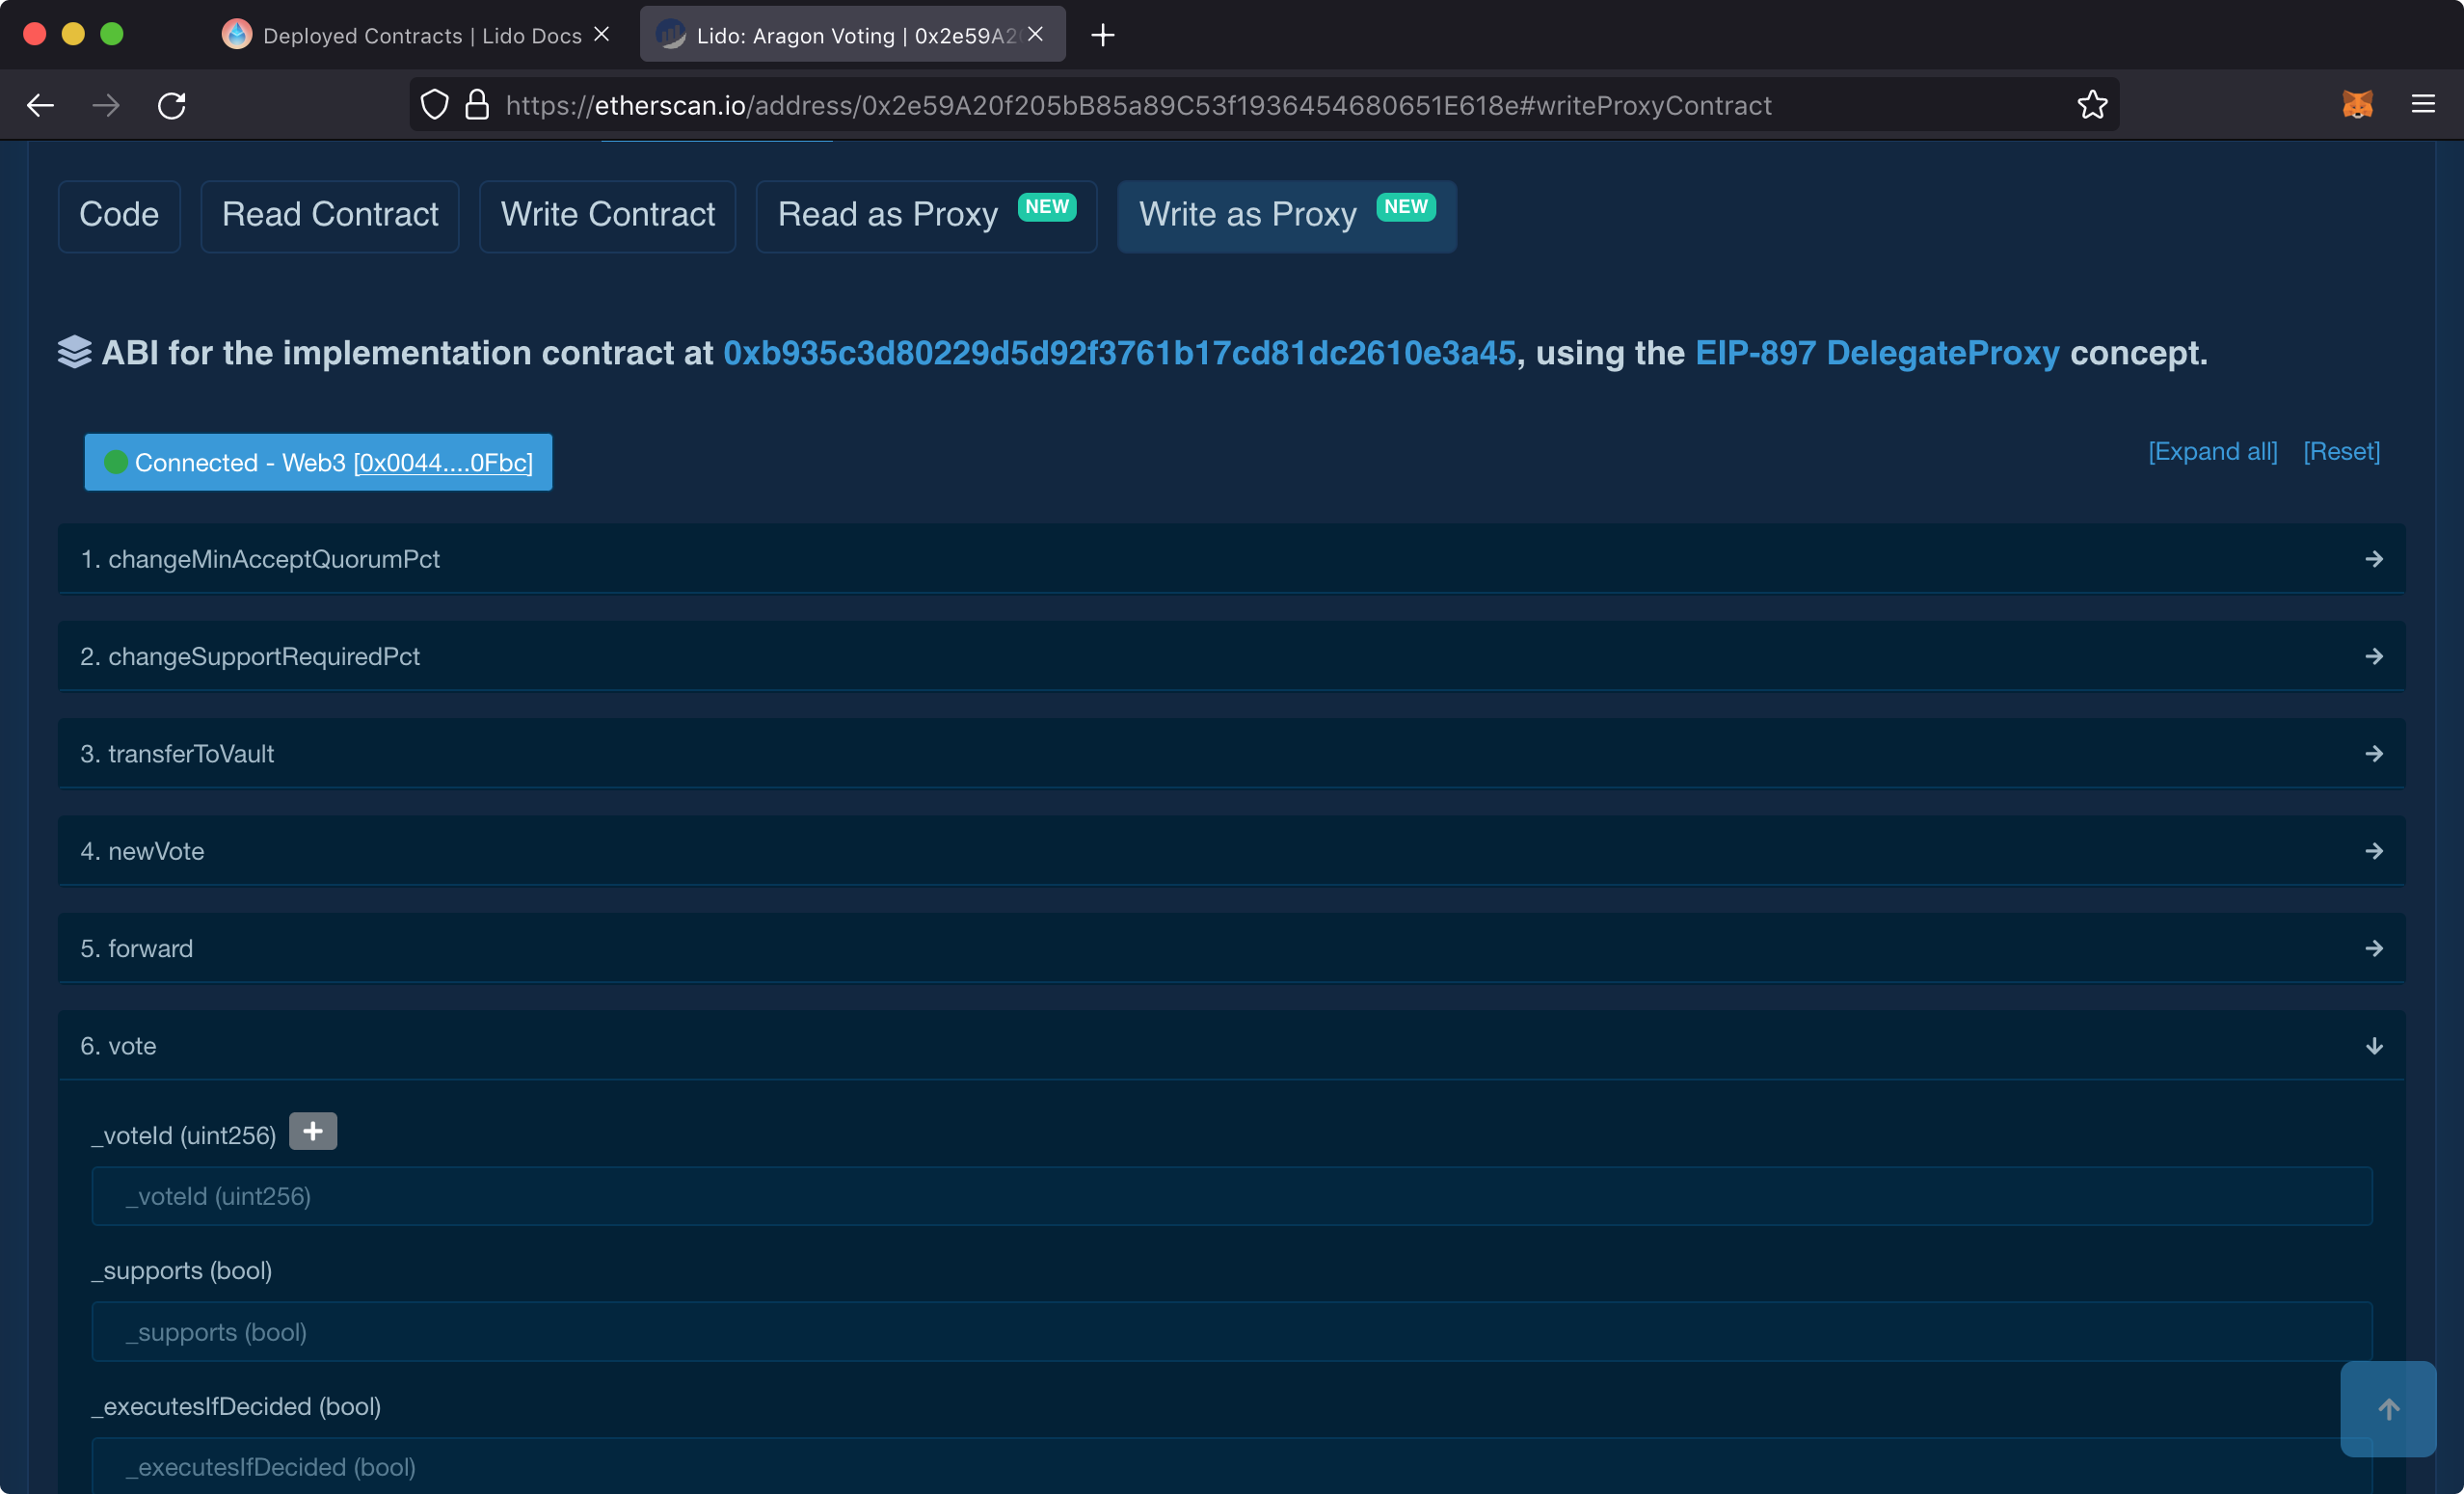 Deployed Contracts | Lido Docs
Lido: Aragon Voting | 0x2e59A2
https://etherscan.io/address/0x2e59A20f205bB85a89C53f1936454680651E618e#writeProxyContract
Code
Read Contract
Write Contract
Read as Proxy NEW
Write as Proxy NEW
ABI for the implementation contract at 0xb935c3d80229d5d92f3761b17cd81dc2610e3a45, using the EIP-897 DelegateProxy concept.
Connected - Web3 [0x0044....0Fbc]
[Expand all] [Reset]
1. changeMinAcceptQuorumPct
2. changeSupportRequiredPct
3. transferToVault
4. newVote
5. forward
6. vote
_voteId (uint256)
_voteId (uint256)
_supports (bool)
_supports (bool)
_executesIfDecided (bool)
_executesIfDecided (bool)